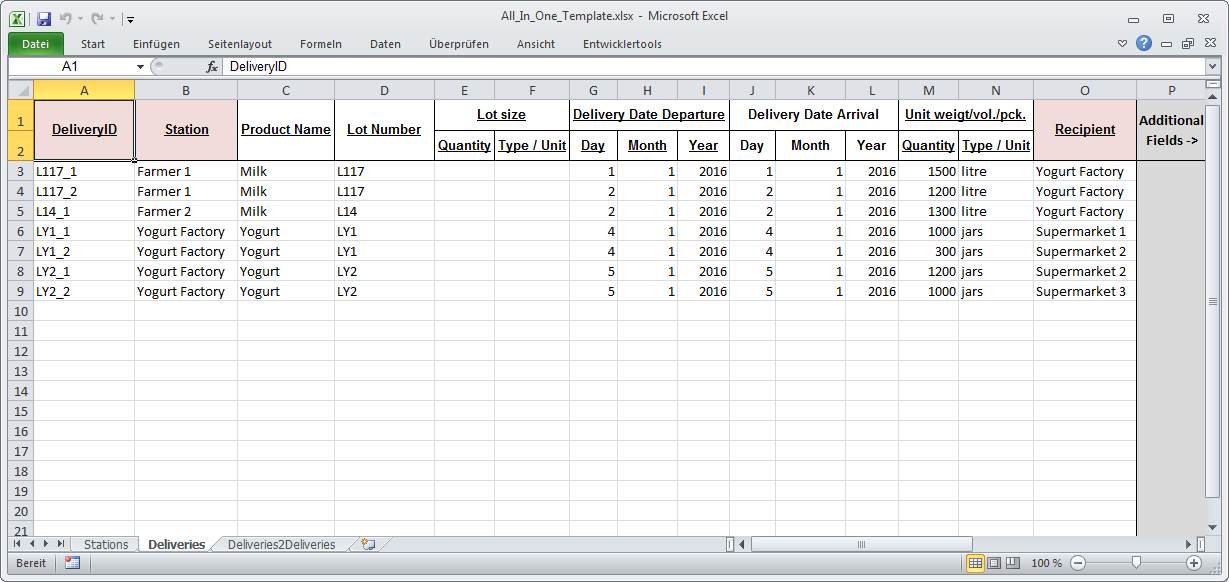 All_In_One_Template.xlsx - Microsoft Excel
Datei Start Einfügen Seitenlayout Formeln Daten Überprüfen Ansicht Entwicklertools
A1 fx DeliveryID
A B C D E F G H I J K L M N O P
1 DeliveryID Station Product Name Lot Number Lot size Delivery Date Departure Delivery Date Arrival Unit weigt/vol./pck. Recipient Additional Fields ->
2 Quantity Type / Unit Day Month Year Day Month Year Quantity Type / Unit
3 L117_1 Farmer 1 Milk L117 1 1 2016 1 1 2016 1500 litre Yogurt Factory
4 L117_2 Farmer 1 Milk L117 2 1 2016 2 1 2016 1200 litre Yogurt Factory
5 L14_1 Farmer 2 Milk L14 2 1 2016 2 1 2016 1300 litre Yogurt Factory
6 LY1_1 Yogurt Factory Yogurt LY1 4 1 2016 4 1 2016 1000 jars Supermarket 1
7 LY1_2 Yogurt Factory Yogurt LY1 4 1 2016 4 1 2016 300 jars Supermarket 2
8 LY2_1 Yogurt Factory Yogurt LY2 5 1 2016 5 1 2016 1200 jars Supermarket 2
9 LY2_2 Yogurt Factory Yogurt LY2 5 1 2016 5 1 2016 1000 jars Supermarket 3
10
11
12
13
14
15
16
17
18
19
20
21
Stations Deliveries Deliveries2Deliveries
Bereit 100 %